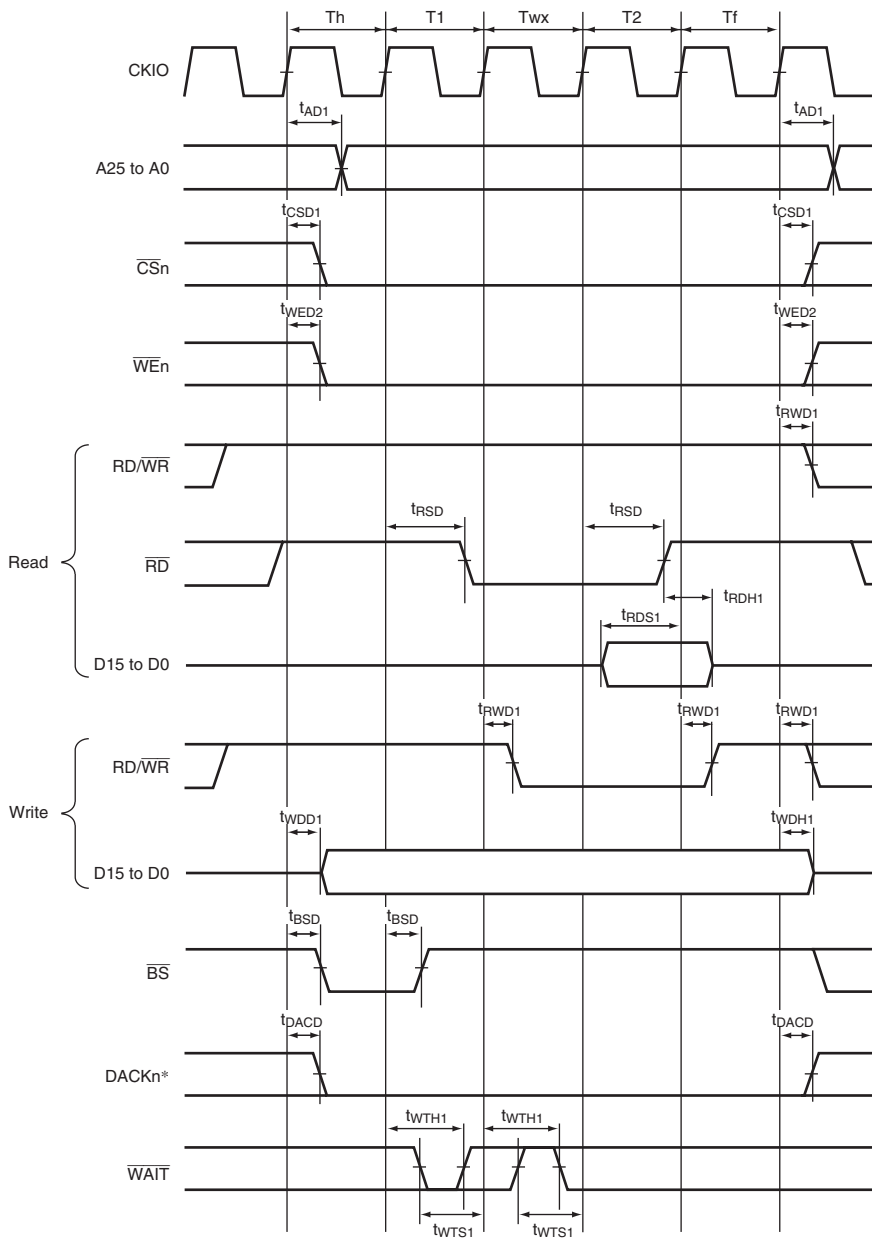 Th T1 Twx T2 Tf
CKIO
tAD1 tAD1
A25 to A0
tCSD1 tCSD1
CSn
tWED2 tWED2
WEn
tRWD1
RD/WR
tRSD tRSD
Read
RD
tRDH1
tRDS1
D15 to D0
tRWD1 tRWD1 tRWD1
RD/WR
Write
tWDD1 tWDH1
D15 to D0
tBSD tBSD
BS
tDACD tDACD
DACKn*
tWTH1 tWTH1
WAIT
tWTS1 tWTS1